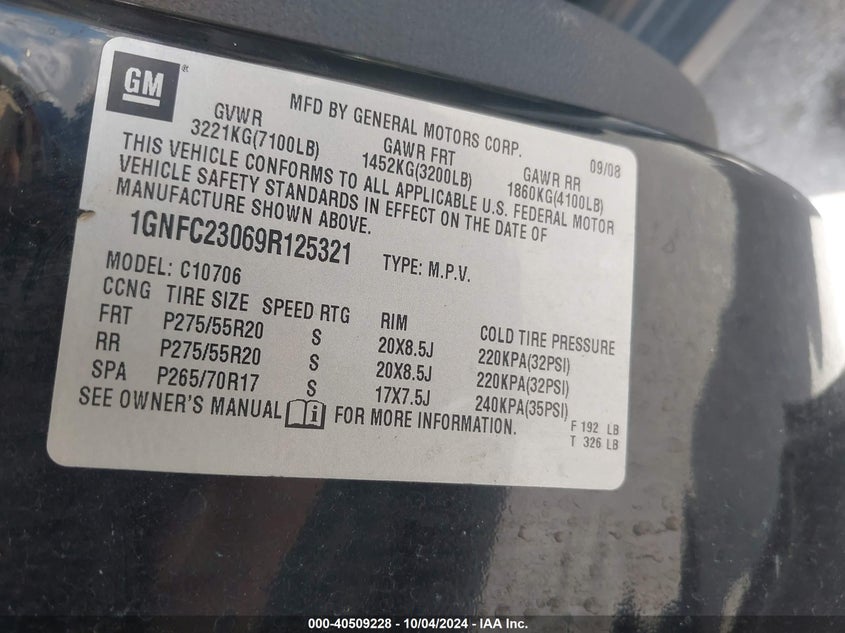 GM ®
MFD BY GENERAL MOTORS CORP. 09/08
GVWR GAWR FRT GAWR RR
3221KG(7100LB) 1452KG(3200LB) 1860KG(4100LB)
THIS VEHICLE CONFORMS TO ALL APPLICABLE U.S. FEDERAL MOTOR
VEHICLE SAFETY STANDARDS IN EFFECT ON THE DATE OF
MANUFACTURE SHOWN ABOVE.
1GNFC23069R125321 TYPE: M.P.V.
MODEL: C10706
CCNG TIRE SIZE SPEED RTG RIM COLD TIRE PRESSURE
FRT P275/55R20 S 20X8.5J 220KPA(32PSI)
RR P275/55R20 S 20X8.5J 220KPA(32PSI)
SPA P265/70R17 S 17X7.5J 240KPA(35PSI)
SEE OWNER'S MANUAL i FOR MORE INFORMATION.
F 192 LB
T 326 LB
000-40509228 - 10/04/2024 - IAA Inc.